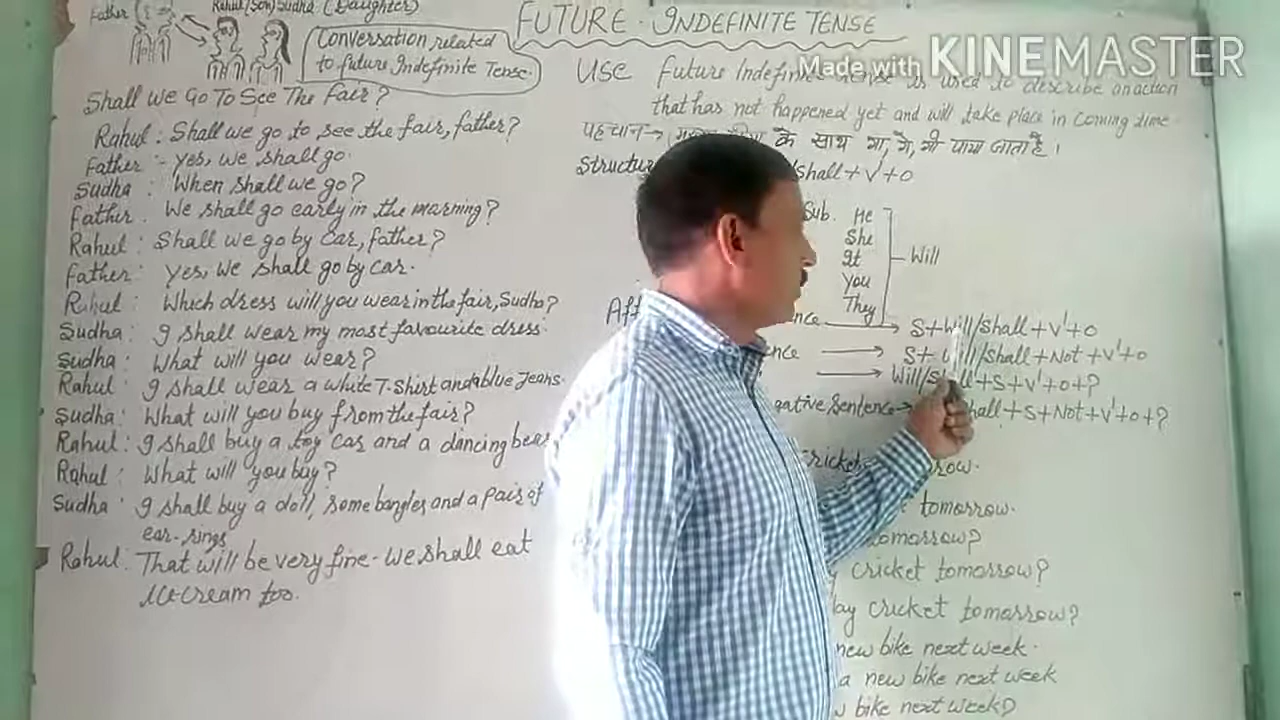 FUTURE - INDEFINITE TENSE
Made with KINEMASTER
Father
Rahul (Son) Sudha (Daughter)
Conversation related
to future Indefinite Tense.
Shall We Go To See The Fair?
Rahul : Shall we go to see the fair, father?
Father :- Yes, we shall go.
Sudha : When shall we go?
Father : We shall go early in the marning?
Rahul : Shall we go by Car, father?
Father : Yes, We shall go by car.
Rahul : Which dress will you wear in the fair, Sudha?
Sudha : I shall wear my most favourite dress.
Sudha : What will you wear?
Rahul : I shall wear a white T-Shirt and a blue Jeans.
Sudha : What will you buy from the fair?
Rahul : I shall buy a toy Car and a dancing bear
Rahul : What will you buy?
Sudha : I shall buy a doll, some bangles and a pair of
ear-rings
Rahul : That will be very fine - We shall eat
ice-cream too.
USE Future Indefinite Tense is used to describe an action
that has not happened yet and will take place in coming time.
पहचान → के साथ गा, गे, गी पाया जाता है।
Structure shall + V¹ + O
Sub. He
She
It
You
They
Will
S + Will/Shall + V¹ + O
S + Will/Shall + Not + V¹ + O
Will/Shall + S + V¹ + O + ?
Negative Sentence → Shall + S + Not + V¹ + O + ?
Cricket
tomorrow.
tomorrow?
cricket tomorrow?
play cricket tomorrow?
new bike next week.
a new bike next week
bike next week?